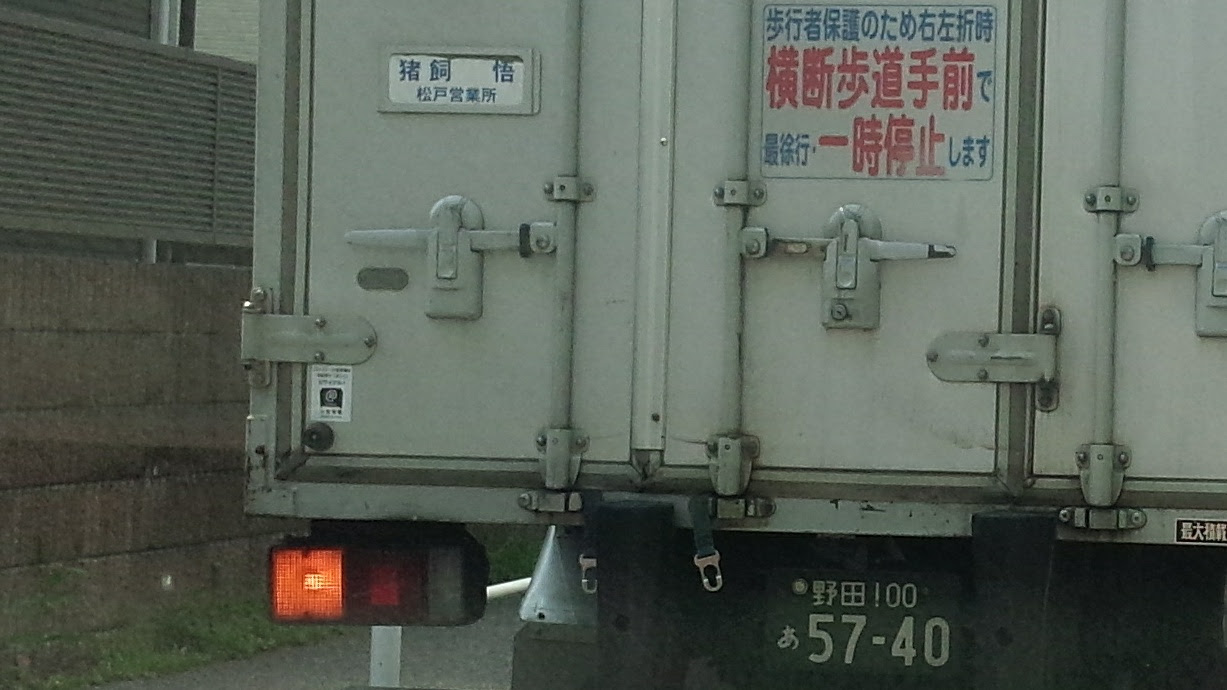 猪飼 悟
松戸営業所
歩行者保護のため右左折時
横断歩道手前で
最徐行・一時停止します
最大積
野田 100
あ 57-40